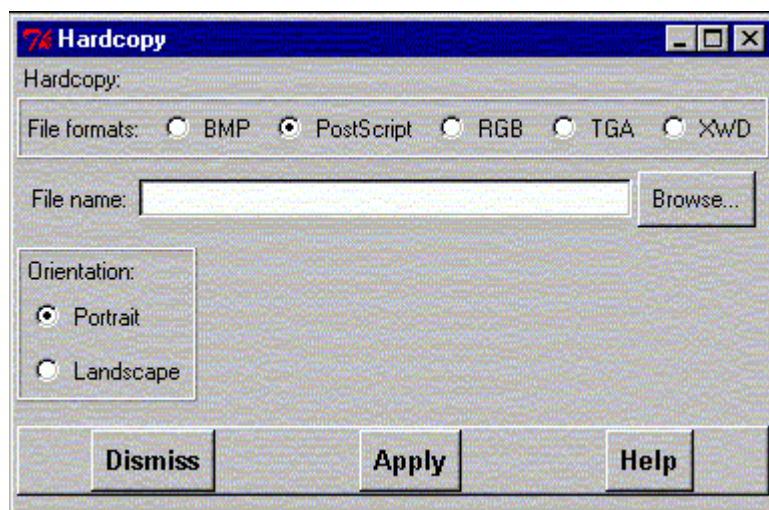 Hardcopy
Hardcopy:
File formats: BMP PostScript RGB TGA XWD
File name: Browse...
Orientation:
Portrait
Landscape
Dismiss Apply Help